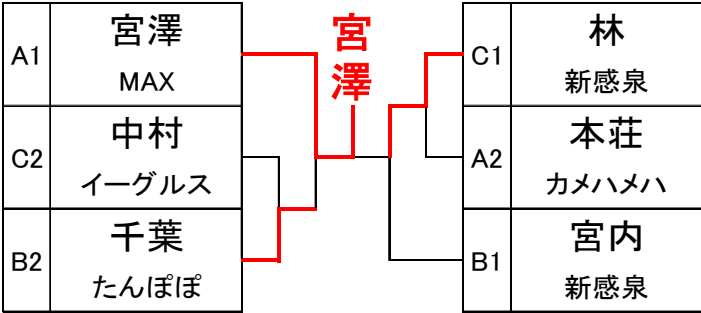 A1
宮澤
MAX
C2
中村
イーグルス
B2
千葉
たんぽぽ
宮澤
C1
林
新感泉
A2
本荘
カメハメハ
B1
宮内
新感泉